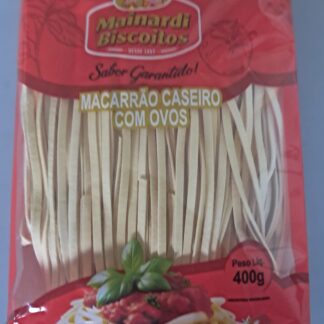 Mainardi
Biscoitos
Sabor Garantido!
MACARRÃO CASEIRO
COM OVOS
Peso Líq.
400g